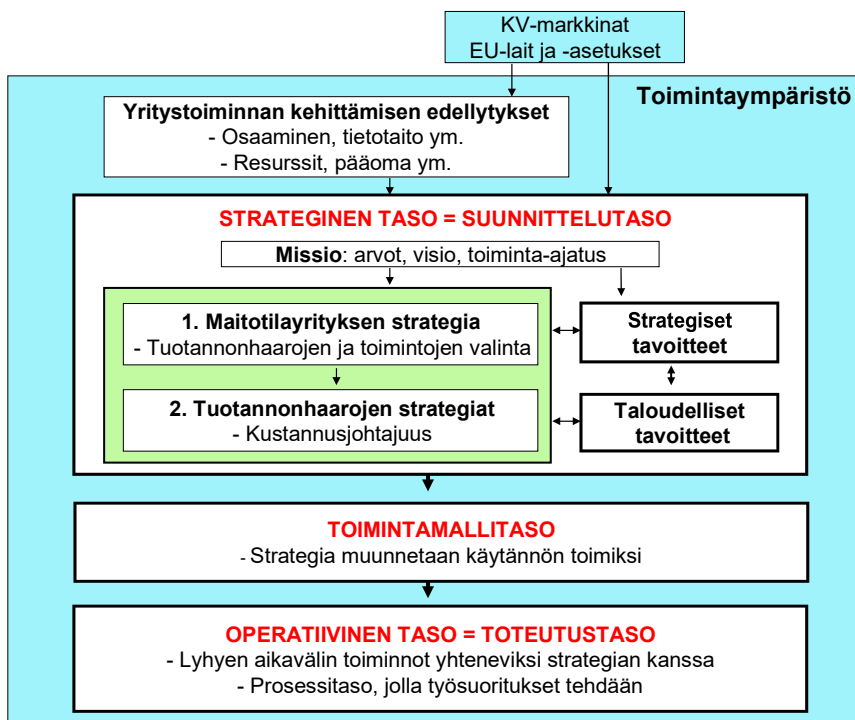 KV-markkinat
EU-lait ja -asetukset
Toimintaympäristö
Yritystoiminnan kehittämisen edellytykset
- Osaaminen, tietotaito ym.
- Resurssit, pääoma ym.
STRATEGINEN TASO = SUUNNITTELUTASO
Missio: arvot, visio, toiminta-ajatus
1. Maitotilayrityksen strategia
- Tuotannonhaarojen ja toimintojen valinta
Strategiset
tavoitteet
2. Tuotannonhaarojen strategiat
- Kustannusjohtajuus
Taloudelliset
tavoitteet
TOIMINTAMALLITASO
- Strategia muunnetaan käytännön toimiksi
OPERATIIVINEN TASO = TOTEUTUSTASO
- Lyhyen aikavälin toiminnot yhteneviksi strategian kanssa
- Prosessitaso, jolla työsuoritukset tehdään